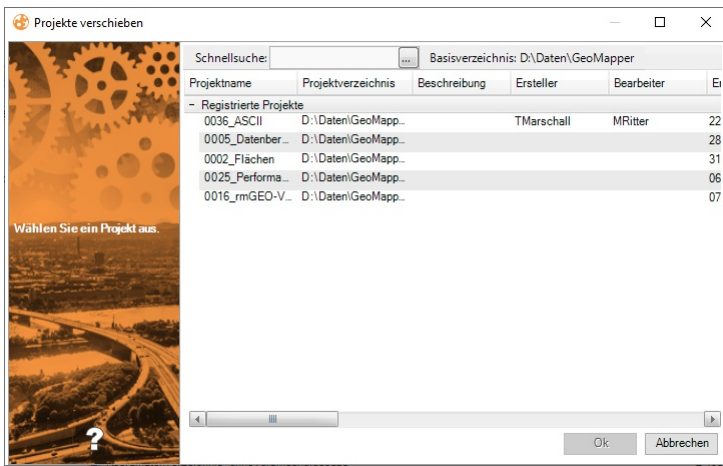 Projekte verschieben
Schnellsuche: ... Basisverzeichnis: D:\Daten\GeoMapper
Projektname Projektverzeichnis Beschreibung Ersteller Bearbeiter
− Registrierte Projekte
0036_ASCII D:\Daten\GeoMapp... TMarschall MRitter 22
0005_Datenber... D:\Daten\GeoMapp... 28
0002_Flächen D:\Daten\GeoMapp... 31
0025_Performa... D:\Daten\GeoMapp... 06
0016_rmGEO-V... D:\Daten\GeoMapp... 07
Wählen Sie ein Projekt aus.
?
Ok Abbrechen